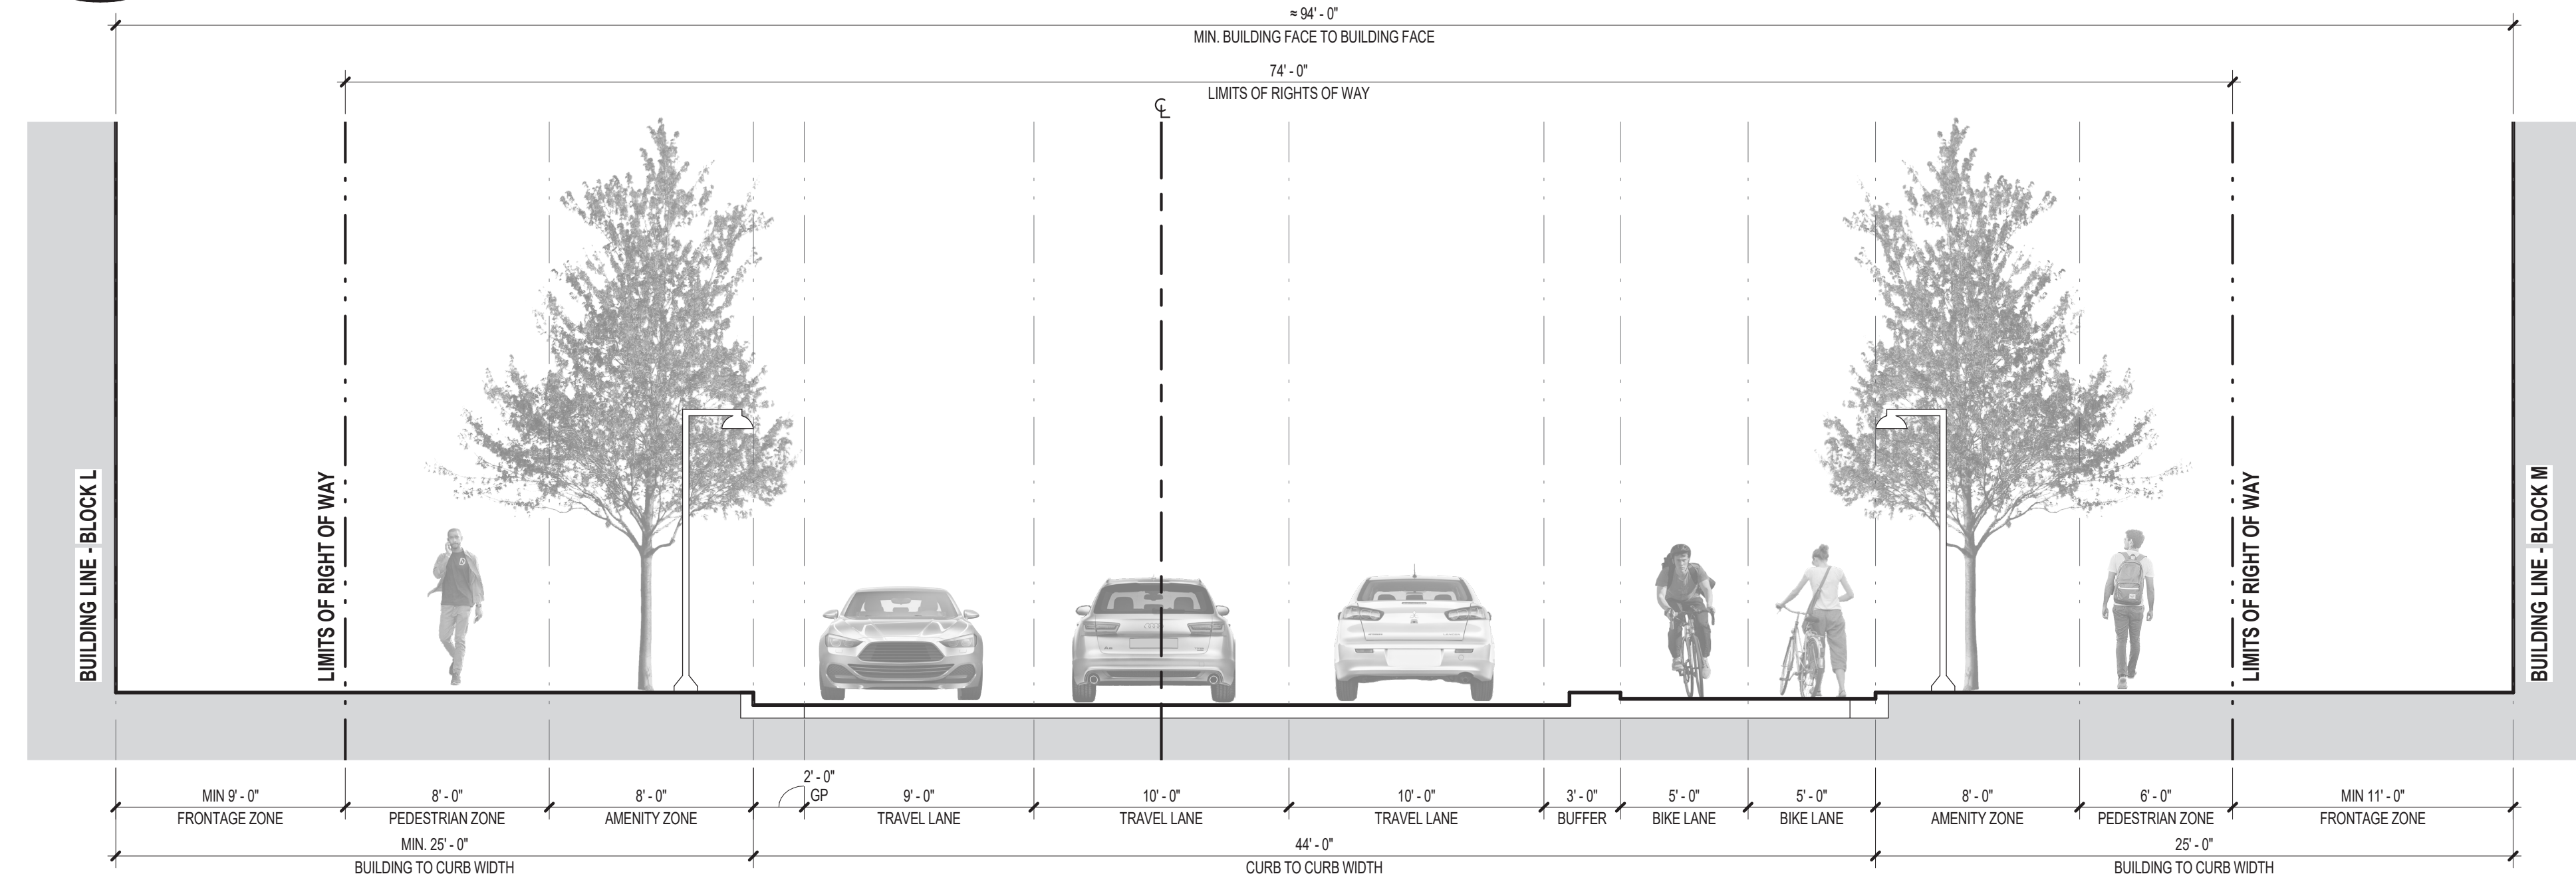 ≈ 94' - 0"
MIN. BUILDING FACE TO BUILDING FACE
74' - 0"
LIMITS OF RIGHTS OF WAY
℄
BUILDING LINE - BLOCK L
LIMITS OF RIGHT OF WAY
LIMITS OF RIGHT OF WAY
BUILDING LINE - BLOCK M
MIN 9' - 0"
FRONTAGE ZONE
8' - 0"
PEDESTRIAN ZONE
8' - 0"
AMENITY ZONE
2' - 0"
GP
9' - 0"
TRAVEL LANE
10' - 0"
TRAVEL LANE
10' - 0"
TRAVEL LANE
3' - 0"
BUFFER
5' - 0"
BIKE LANE
5' - 0"
BIKE LANE
8' - 0"
AMENITY ZONE
6' - 0"
PEDESTRIAN ZONE
MIN 11' - 0"
FRONTAGE ZONE
MIN. 25' - 0"
BUILDING TO CURB WIDTH
44' - 0"
CURB TO CURB WIDTH
25' - 0"
BUILDING TO CURB WIDTH